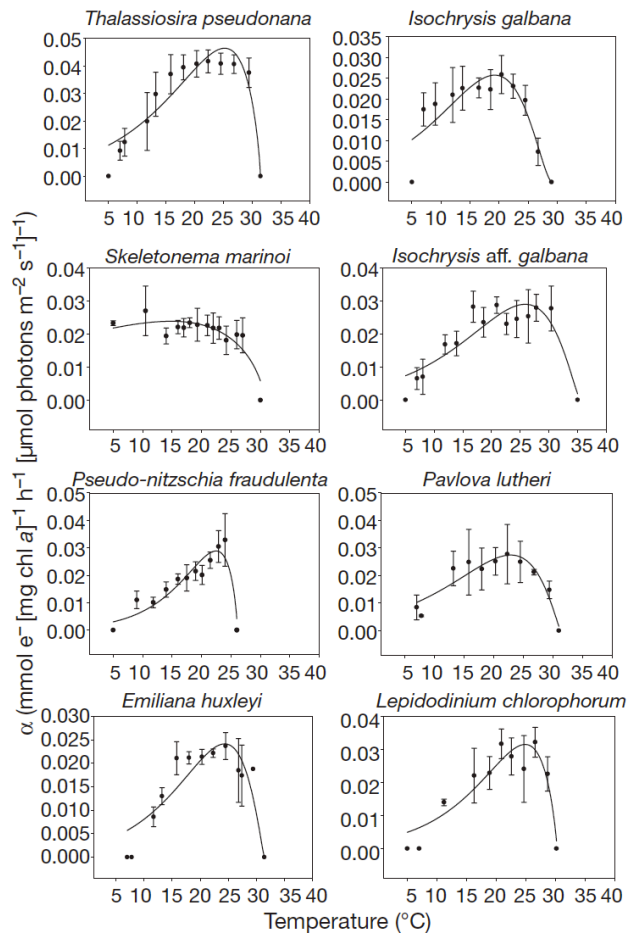 Thalassiosira pseudonana
Isochrysis galbana
0.05
0.04
0.03
0.02
0.01
0.00
5 10 15 20 25 30 35 40
0.035
0.030
0.025
0.020
0.015
0.010
0.005
0.000
5 10 15 20 25 30 35 40
Skeletonema marinoi
Isochrysis aff. galbana
0.04
0.03
0.02
0.01
0.00
5 10 15 20 25 30 35 40
0.04
0.03
0.02
0.01
0.00
5 10 15 20 25 30 35 40
Pseudo-nitzschia fraudulenta
Pavlova lutheri
0.05
0.04
0.03
0.02
0.01
0.00
5 10 15 20 25 30 35 40
0.05
0.04
0.03
0.02
0.01
0.00
5 10 15 20 25 30 35 40
Emiliana huxleyi
Lepidodinium chlorophorum
0.030
0.025
0.020
0.015
0.010
0.005
0.000
5 10 15 20 25 30 35 40
0.04
0.03
0.02
0.01
0.00
5 10 15 20 25 30 35 40
α (mmol e⁻ [mg chl a]⁻¹ h⁻¹ [µmol photons m⁻² s⁻¹]⁻¹)
Temperature (°C)